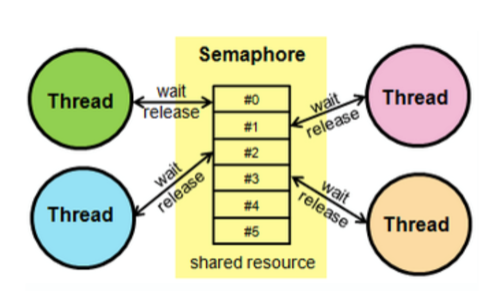 Semaphore
Thread
wait
release
#0
#1
#2
#3
#4
#5
wait
release
Thread
Thread
wait
release
wait
release
Thread
shared resource